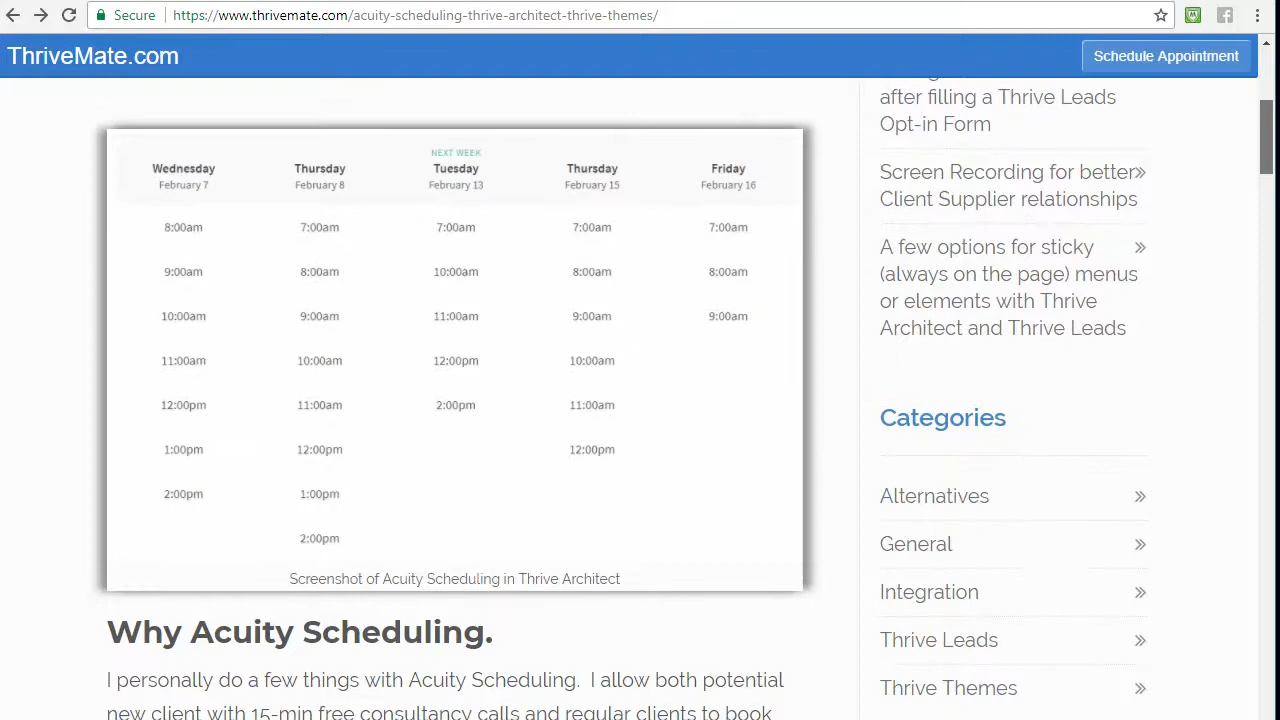 Secure https://www.thrivemate.com/acuity-scheduling-thrive-architect-thrive-themes/
ThriveMate.com
Schedule Appointment
NEXT WEEK
Wednesday Thursday Tuesday Thursday Friday
February 7 February 8 February 13 February 15 February 16
8:00am 7:00am 7:00am 7:00am 7:00am
9:00am 8:00am 10:00am 8:00am 8:00am
10:00am 9:00am 11:00am 9:00am 9:00am
11:00am 10:00am 12:00pm 10:00am
12:00pm 11:00am 2:00pm 11:00am
1:00pm 12:00pm 12:00pm
2:00pm 1:00pm
2:00pm
Screenshot of Acuity Scheduling in Thrive Architect
Why Acuity Scheduling.
I personally do a few things with Acuity Scheduling. I allow both potential
new client with 15-min free consultancy calls and regular clients to book
after filling a Thrive Leads
Opt-in Form
Screen Recording for better
Client Supplier relationships
A few options for sticky
(always on the page) menus
or elements with Thrive
Architect and Thrive Leads
Categories
Alternatives
General
Integration
Thrive Leads
Thrive Themes